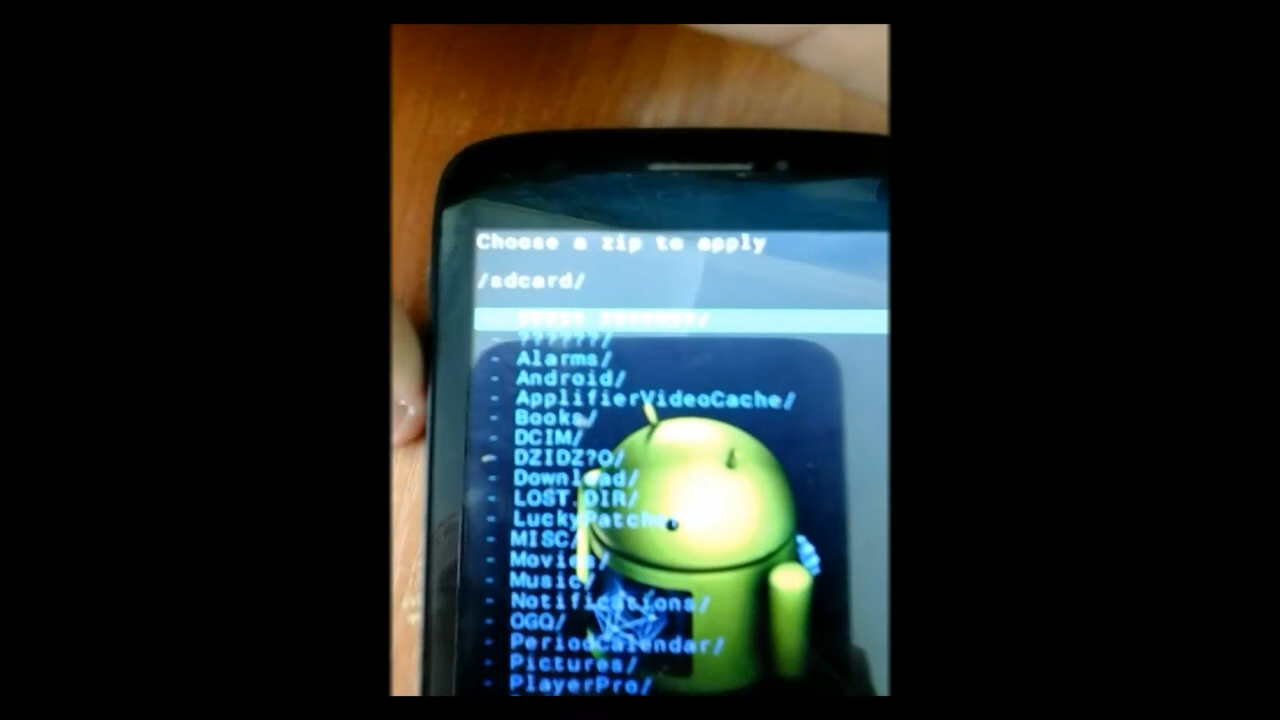 Choose a zip to apply
/sdcard/
- ??????/
- Alarms/
- Android/
- ApplifierVideoCache/
- Books/
- DCIM/
- DZIDZ?O/
- Download/
- LOST.DIR/
- LuckyPatcher
- MISC/
- Movies/
- Music/
- Notifications/
- OGQ/
- PeriodCalendar/
- Pictures/
- PlayerPro/